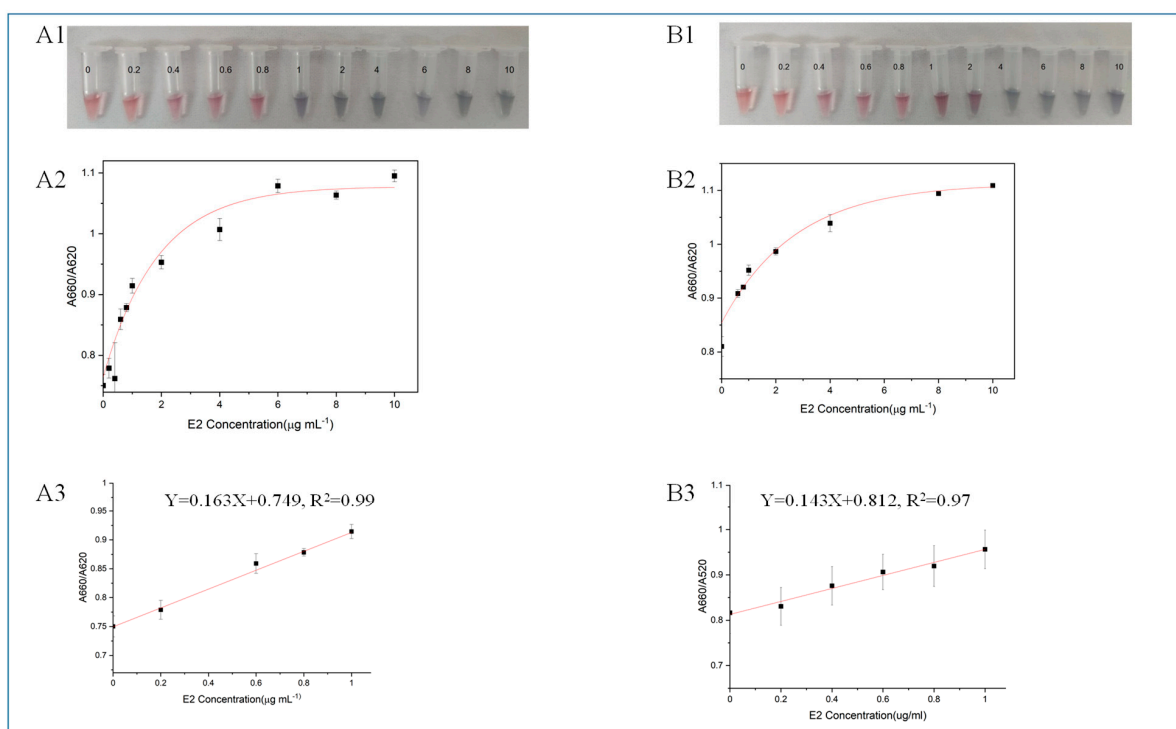 A1
0 0.2 0.4 0.6 0.8 1 2 4 6 8 10
B1
0 0.2 0.4 0.6 0.8 1 2 4 6 8 10
A2
1.1
1
0.9
0.8
A660/A620
0 2 4 6 8 10
E2 Concentration(μg mL⁻¹)
B2
1.1
1
0.9
0.8
A660/A620
0 2 4 6 8 10
E2 Concentration(μg mL⁻¹)
A3
Y=0.163X+0.749, R²=0.99
1
0.95
0.9
0.85
0.8
0.75
0.7
A660/A620
0 0.2 0.6 0.8 1
E2 Concentration(μg mL⁻¹)
B3
Y=0.143X+0.812, R²=0.97
1.1
1
0.9
0.8
0.7
A660/A520
0 0.2 0.4 0.6 0.8 1
E2 Concentration(ug/ml)